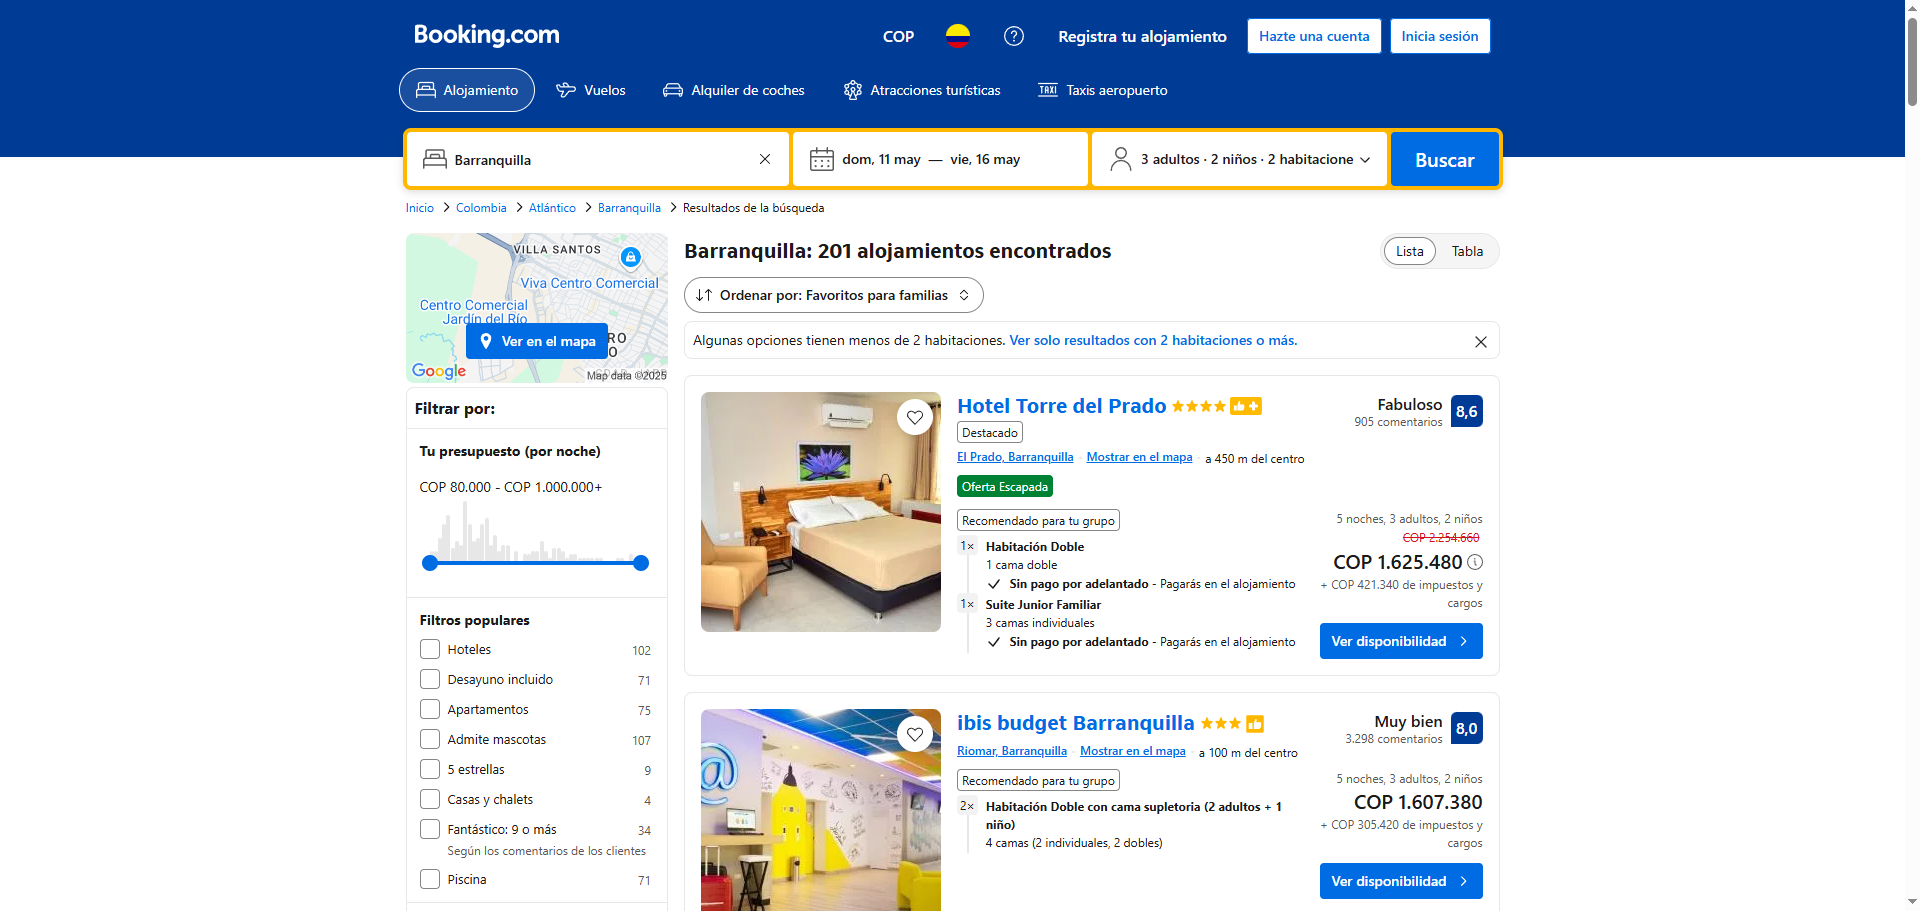 Booking.com
COP
Registra tu alojamiento
Hazte una cuenta
Inicia sesión
Alojamiento
Vuelos
Alquiler de coches
Atracciones turísticas
TAXI
Taxis aeropuerto
Barranquilla
dom, 11 may — vie, 16 may
3 adultos · 2 niños · 2 habitacione
Buscar
Inicio > Colombia > Atlántico > Barranquilla > Resultados de la búsqueda
VILLA SANTOS
Viva Centro Comercial
Centro Comercial
Jardín del Río
Ver en el mapa
RO
O
Google
Map data ©2025
Filtrar por:
Tu presupuesto (por noche)
COP 80.000 - COP 1.000.000+
Filtros populares
Hoteles 102
Desayuno incluido 71
Apartamentos 75
Admite mascotas 107
5 estrellas 9
Casas y chalets 4
Fantástico: 9 o más 34
Según los comentarios de los clientes
Piscina 71
Barranquilla: 201 alojamientos encontrados
Lista
Tabla
Ordenar por: Favoritos para familias
Algunas opciones tienen menos de 2 habitaciones. Ver solo resultados con 2 habitaciones o más.
Hotel Torre del Prado
Fabuloso
905 comentarios
8,6
Destacado
El Prado, Barranquilla · Mostrar en el mapa · a 450 m del centro
Oferta Escapada
Recomendado para tu grupo
1× Habitación Doble
1 cama doble
Sin pago por adelantado - Pagarás en el alojamiento
1× Suite Junior Familiar
3 camas individuales
Sin pago por adelantado - Pagarás en el alojamiento
5 noches, 3 adultos, 2 niños
COP 2.254.660
COP 1.625.480
+ COP 421.340 de impuestos y
cargos
Ver disponibilidad
ibis budget Barranquilla
Muy bien
3.298 comentarios
8,0
Riomar, Barranquilla · Mostrar en el mapa · a 100 m del centro
Recomendado para tu grupo
2× Habitación Doble con cama supletoria (2 adultos + 1
niño)
4 camas (2 individuales, 2 dobles)
5 noches, 3 adultos, 2 niños
COP 1.607.380
+ COP 305.420 de impuestos y
cargos
Ver disponibilidad